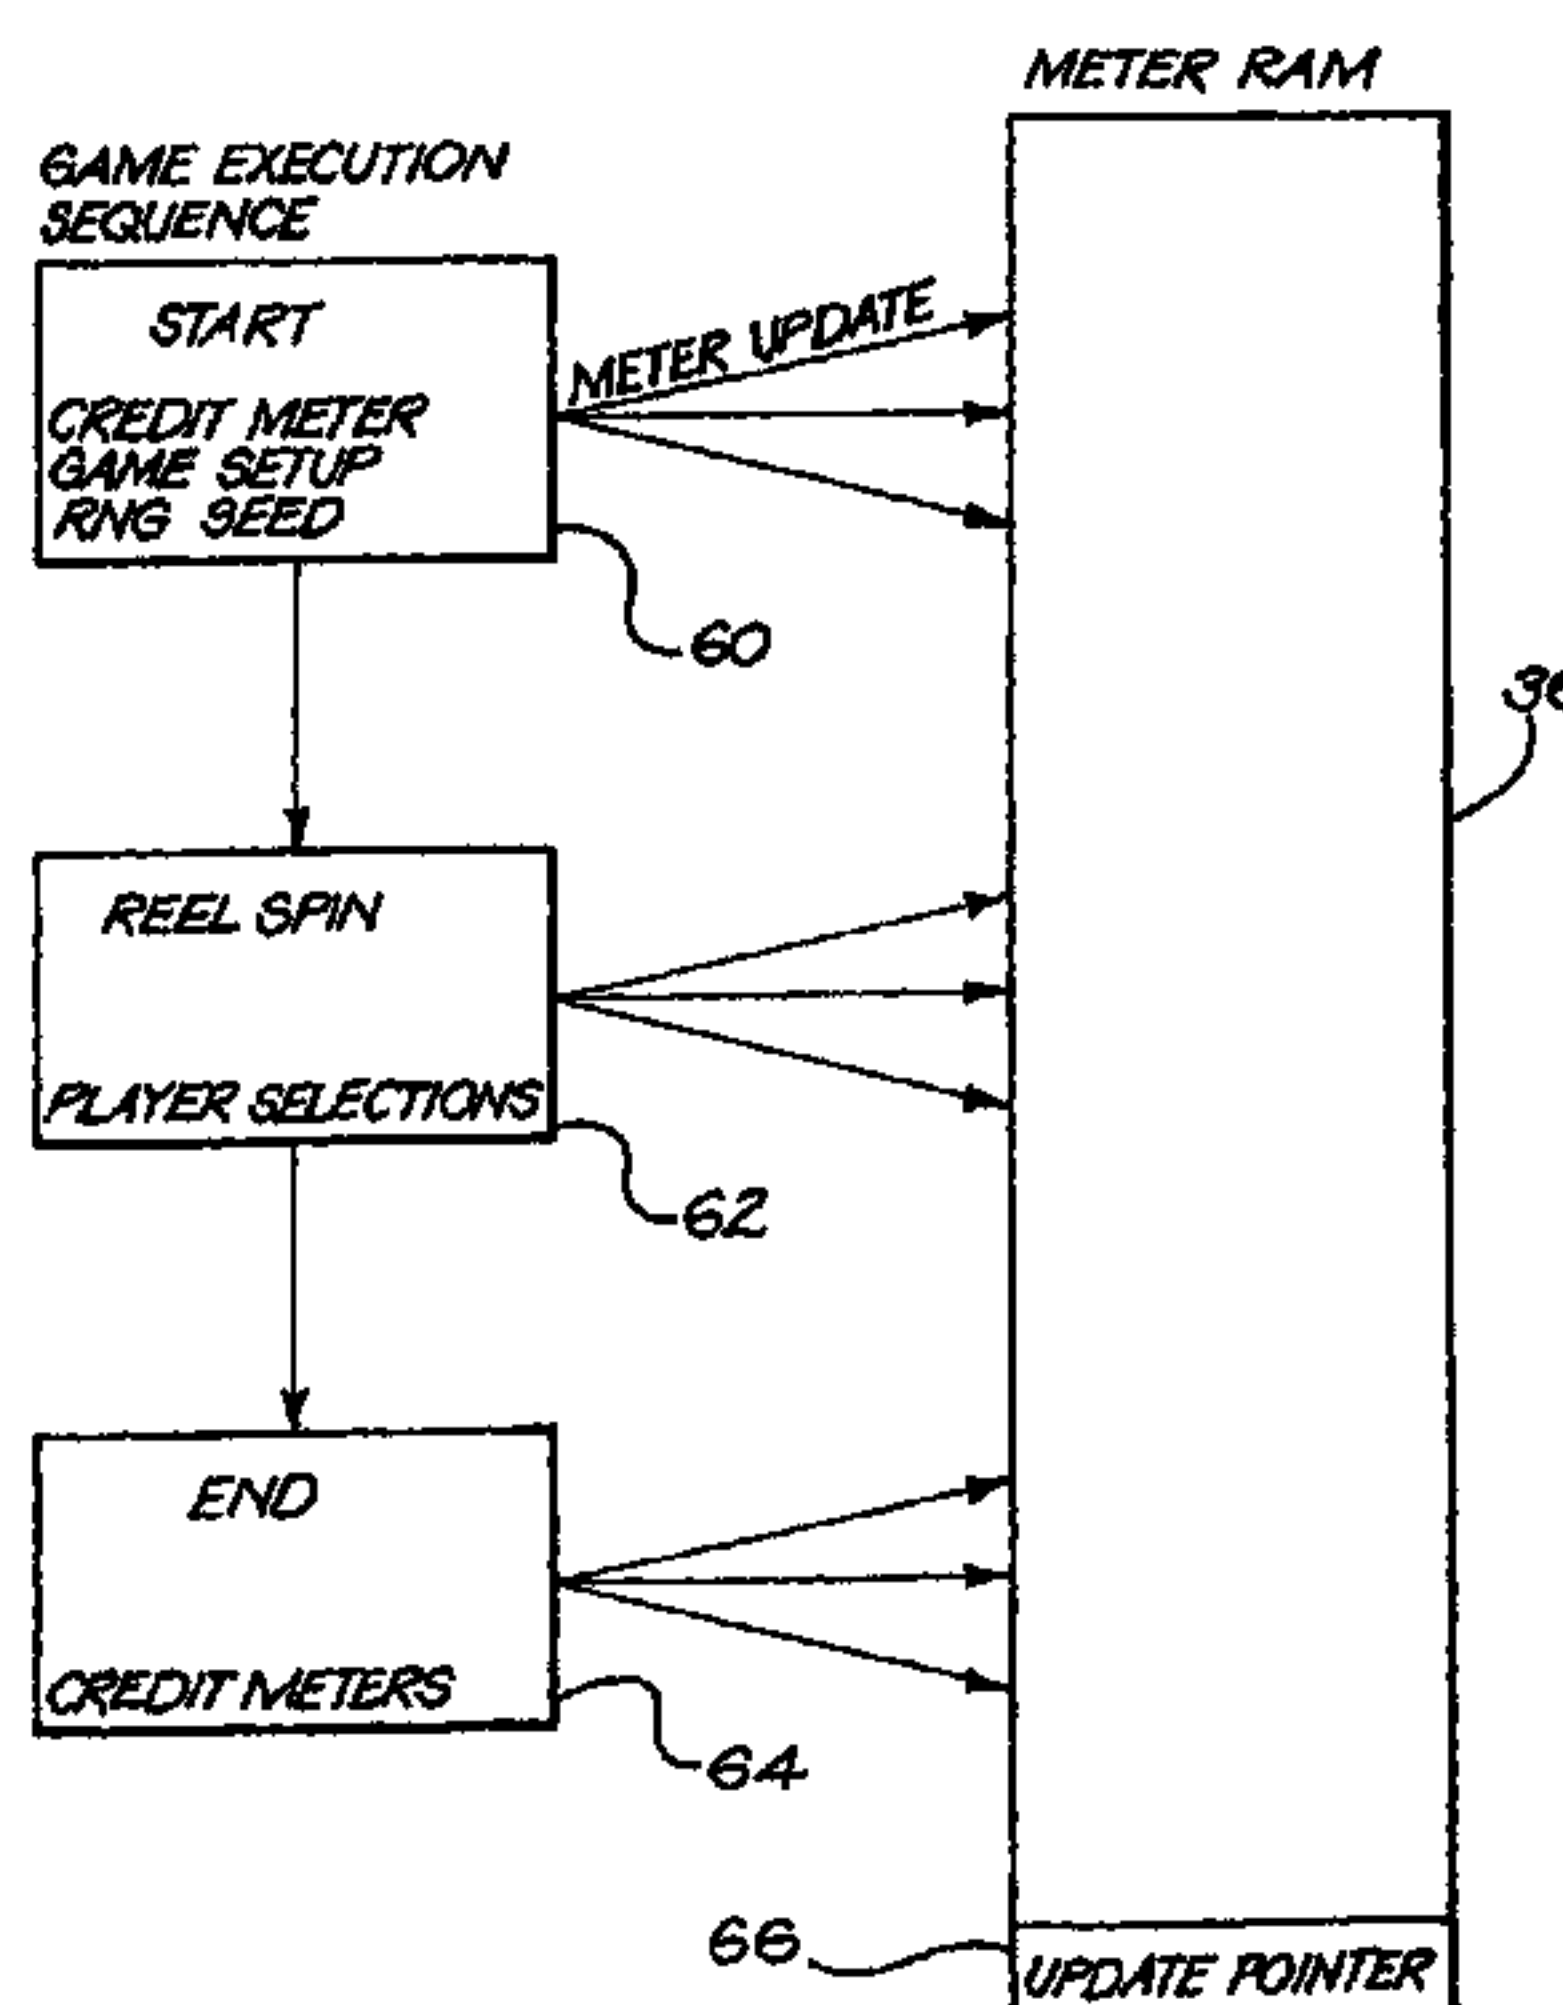 METER RAM
GAME EXECUTION
SEQUENCE
START
CREDIT METER
GAME SETUP
RNG SEED
METER UPDATE
60
REEL SPIN
PLAYER SELECTIONS
62
END
CREDIT METERS
64
66
UPDATE POINTER